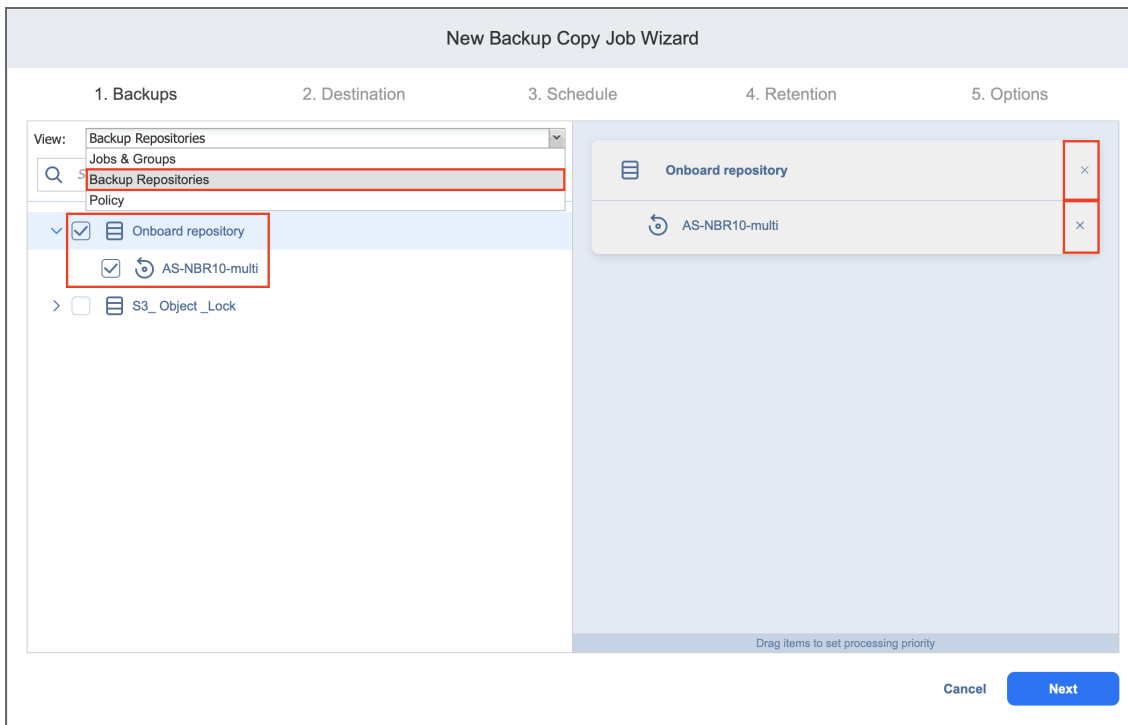 New Backup Copy Job Wizard
1. Backups 2. Destination 3. Schedule 4. Retention 5. Options
View: Backup Repositories
Jobs & Groups
S
Backup Repositories
Policy
Onboard repository
AS-NBR10-multi
S3_ Object _Lock
Onboard repository
AS-NBR10-multi
Drag items to set processing priority
Cancel Next